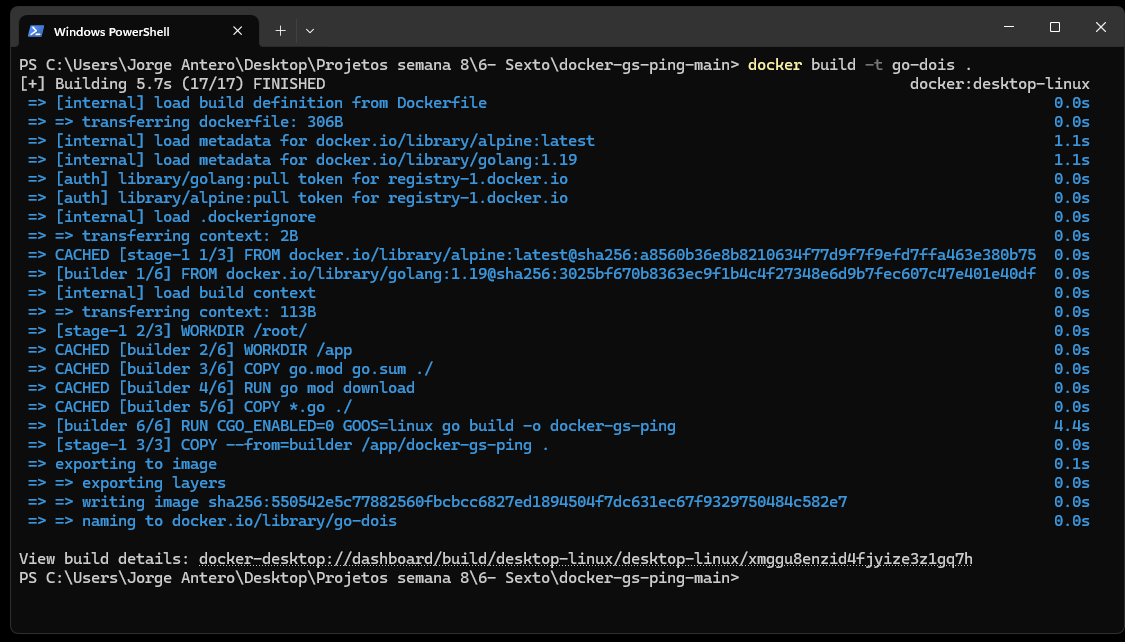 Windows PowerShell
PS C:\Users\Jorge Antero\Desktop\Projetos semana 8\6- Sexto\docker-gs-ping-main> docker build -t go-dois .
[+] Building 5.7s (17/17) FINISHED docker:desktop-linux
=> [internal] load build definition from Dockerfile 0.0s
=> => transferring dockerfile: 306B 0.0s
=> [internal] load metadata for docker.io/library/alpine:latest 1.1s
=> [internal] load metadata for docker.io/library/golang:1.19 1.1s
=> [auth] library/golang:pull token for registry-1.docker.io 0.0s
=> [auth] library/alpine:pull token for registry-1.docker.io 0.0s
=> [internal] load .dockerignore 0.0s
=> => transferring context: 2B 0.0s
=> CACHED [stage-1 1/3] FROM docker.io/library/alpine:latest@sha256:a8560b36e8b8210634f77d9f7f9efd7ffa463e380b75 0.0s
=> [builder 1/6] FROM docker.io/library/golang:1.19@sha256:3025bf670b8363ec9f1b4c4f27348e6d9b7fec607c47e401e40df 0.0s
=> [internal] load build context 0.0s
=> => transferring context: 113B 0.0s
=> [stage-1 2/3] WORKDIR /root/ 0.0s
=> CACHED [builder 2/6] WORKDIR /app 0.0s
=> CACHED [builder 3/6] COPY go.mod go.sum ./ 0.0s
=> CACHED [builder 4/6] RUN go mod download 0.0s
=> CACHED [builder 5/6] COPY *.go ./ 0.0s
=> [builder 6/6] RUN CGO_ENABLED=0 GOOS=linux go build -o docker-gs-ping 4.4s
=> [stage-1 3/3] COPY --from=builder /app/docker-gs-ping . 0.0s
=> exporting to image 0.1s
=> => exporting layers 0.0s
=> => writing image sha256:550542e5c77882560fbcbcc6827ed1894504f7dc631ec67f9329750484c582e7 0.0s
=> => naming to docker.io/library/go-dois 0.0s
View build details: docker-desktop://dashboard/build/desktop-linux/desktop-linux/xmggu8enzid4fjyize3z1gq7h
PS C:\Users\Jorge Antero\Desktop\Projetos semana 8\6- Sexto\docker-gs-ping-main>